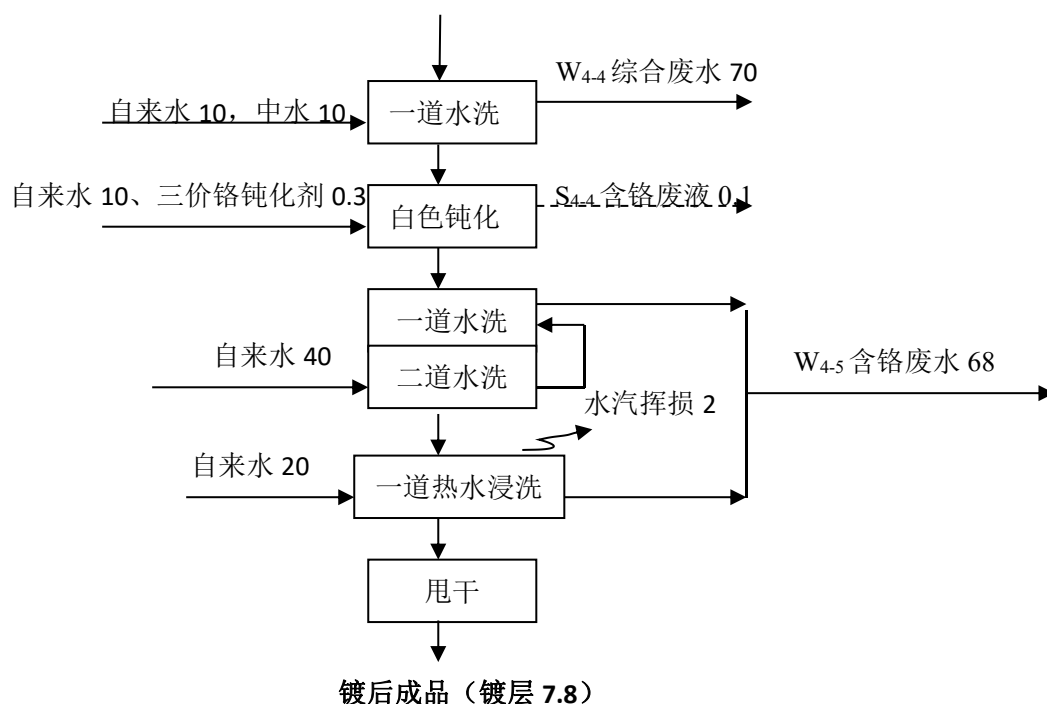 W4-4 综合废水 70
自来水 10，中水 10
一道水洗
自来水 10、三价铬钝化剂 0.3
白色钝化
S4-4 含铬废液 0.1
一道水洗
自来水 40
二道水洗
W4-5 含铬废水 68
水汽挥损 2
自来水 20
一道热水浸洗
甩干
镀后成品（镀层 7.8）